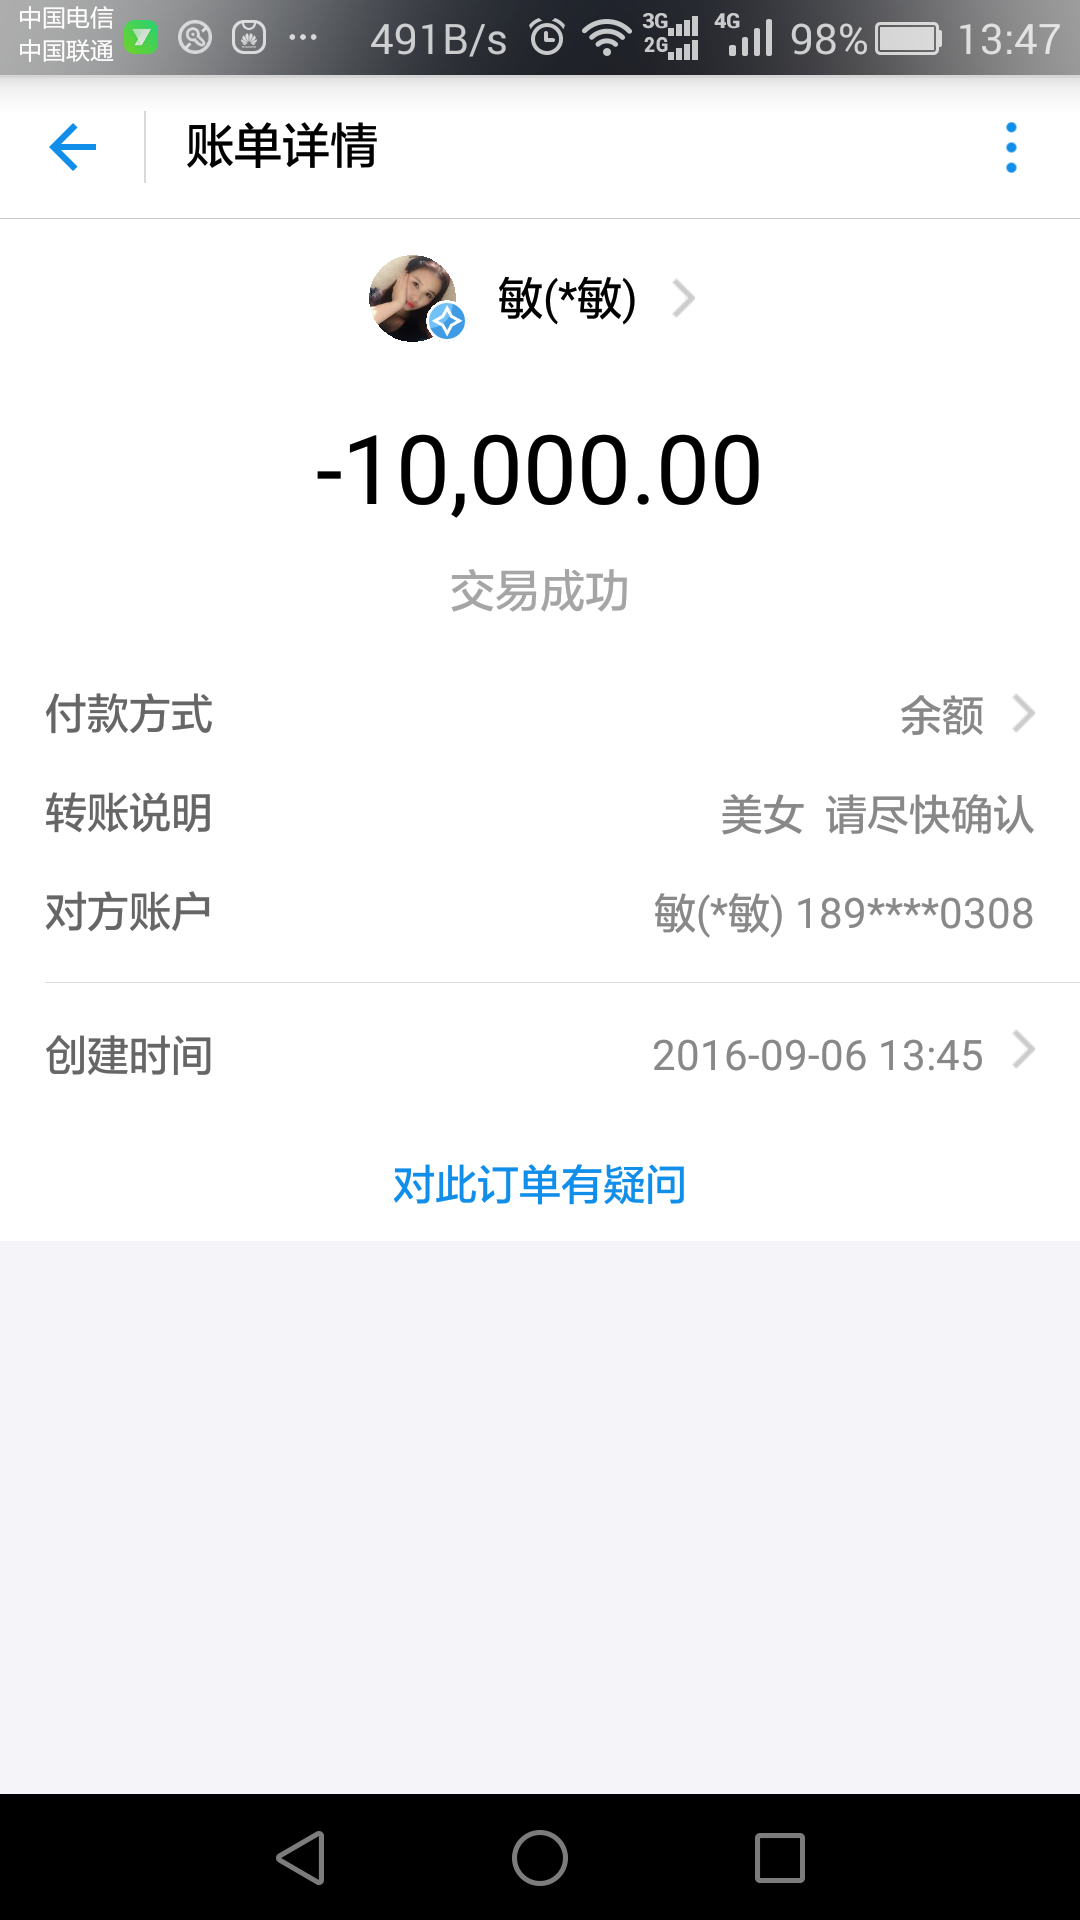 中国电信
中国联通
491B/s
3G
2G
4G
98%
13:47
账单详情
敏(*敏)
-10,000.00
交易成功
付款方式 余额
转账说明 美女 请尽快确认
对方账户 敏(*敏) 189****0308
创建时间 2016-09-06 13:45
对此订单有疑问